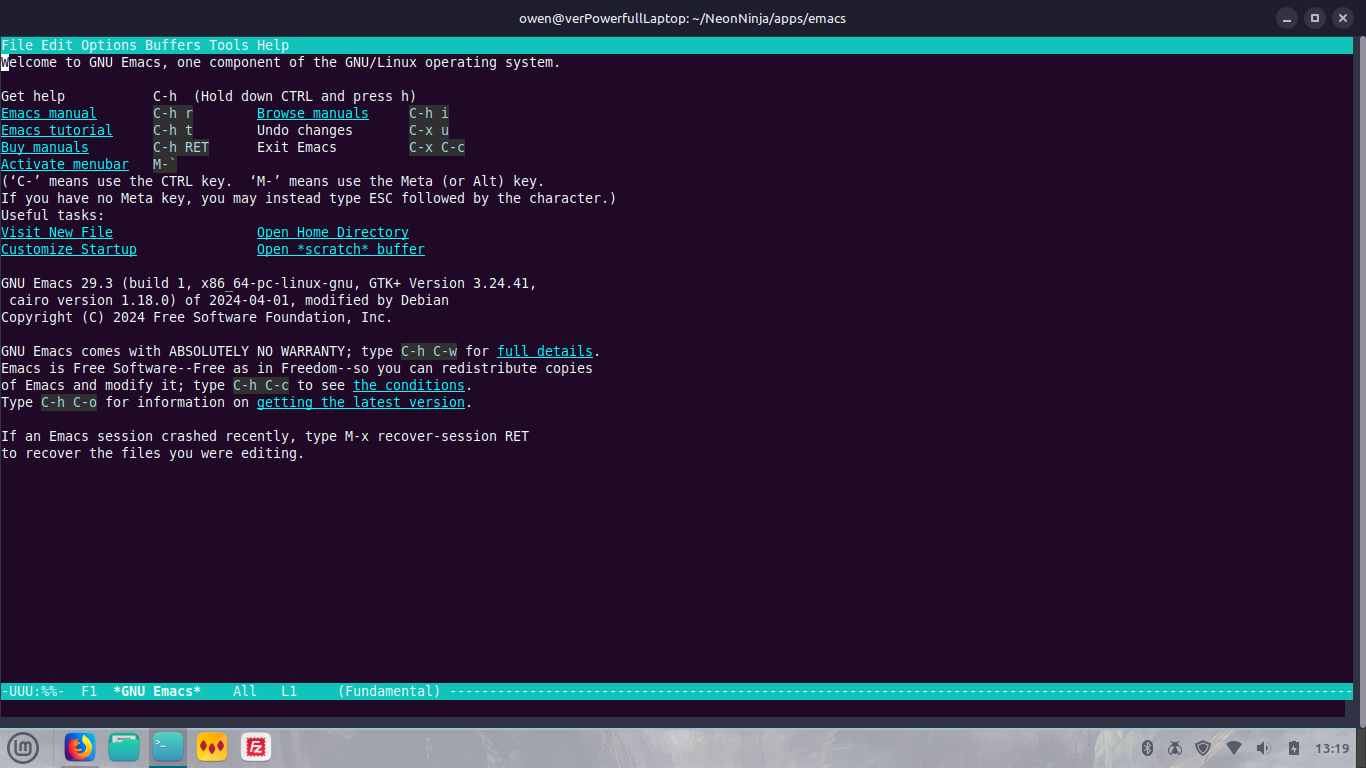 owen@verPowerfullLaptop: ~/NeonNinja/apps/emacs
File Edit Options Buffers Tools Help
Welcome to GNU Emacs, one component of the GNU/Linux operating system.
Get help C-h (Hold down CTRL and press h)
Emacs manual C-h r Browse manuals C-h i
Emacs tutorial C-h t Undo changes C-x u
Buy manuals C-h RET Exit Emacs C-x C-c
Activate menubar M-`
(‘C-’ means use the CTRL key. ‘M-’ means use the Meta (or Alt) key.
If you have no Meta key, you may instead type ESC followed by the character.)
Useful tasks:
Visit New File Open Home Directory
Customize Startup Open *scratch* buffer
GNU Emacs 29.3 (build 1, x86_64-pc-linux-gnu, GTK+ Version 3.24.41,
cairo version 1.18.0) of 2024-04-01, modified by Debian
Copyright (C) 2024 Free Software Foundation, Inc.
GNU Emacs comes with ABSOLUTELY NO WARRANTY; type C-h C-w for full details.
Emacs is Free Software--Free as in Freedom--so you can redistribute copies
of Emacs and modify it; type C-h C-c to see the conditions.
Type C-h C-o for information on getting the latest version.
If an Emacs session crashed recently, type M-x recover-session RET
to recover the files you were editing.
-UUU:%%- F1 *GNU Emacs* All L1 (Fundamental) ----------------------------------------------------------------------------------------------------------------
13:19